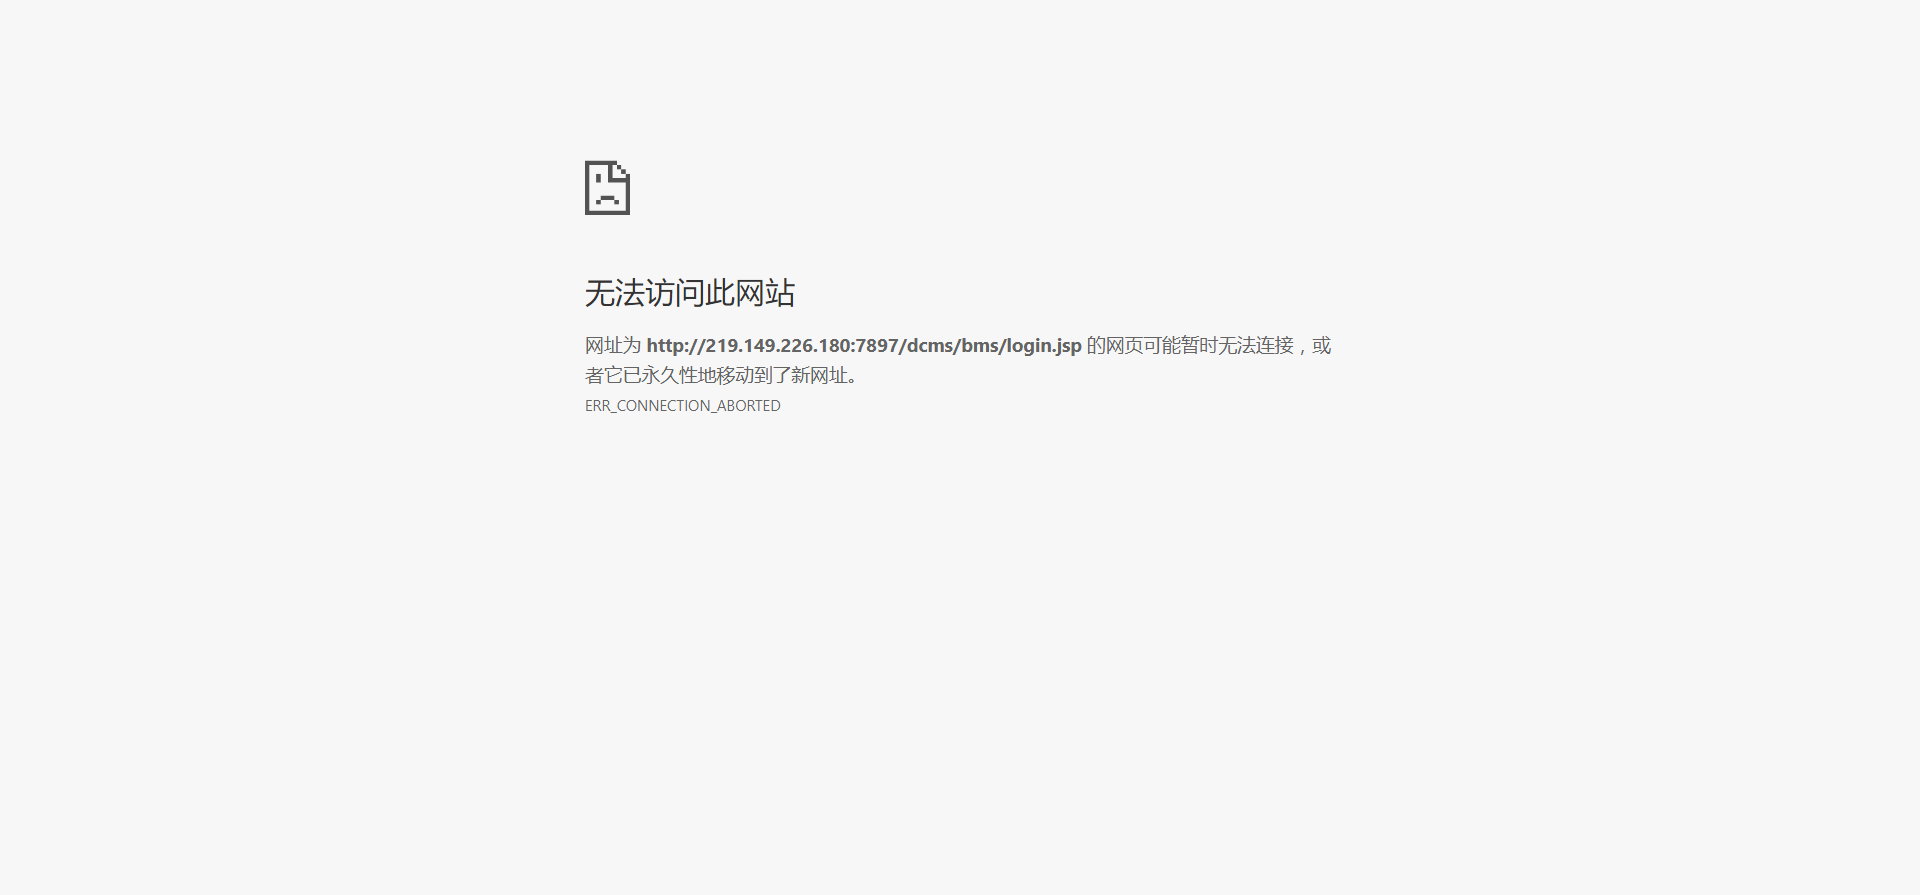 无法访问此网站
网址为 http://219.149.226.180:7897/dcms/bms/login.jsp 的网页可能暂时无法连接，或
者它已永久性地移动到了新网址。
ERR_CONNECTION_ABORTED